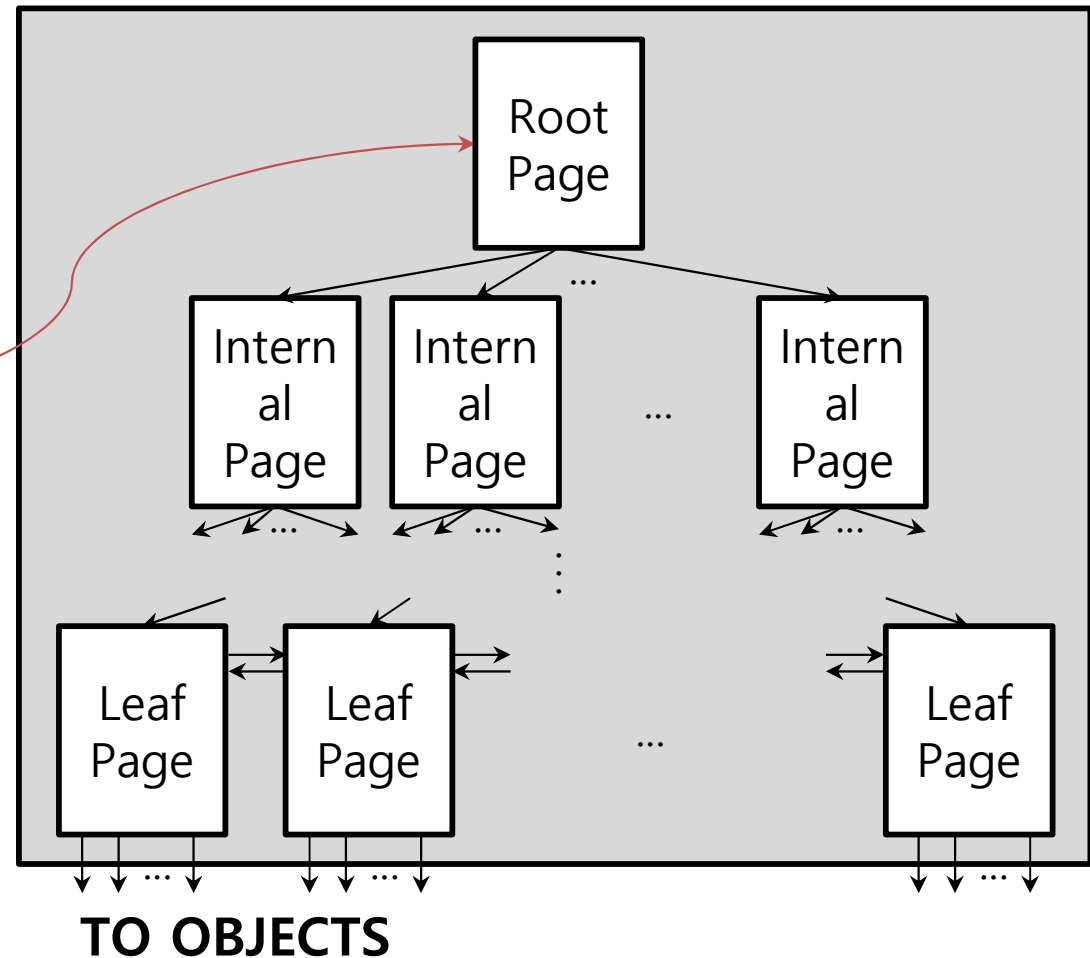 Root
Page
...
Intern
al
Page
Intern
al
Page
...
Intern
al
Page
...
...
...
...
Leaf
Page
Leaf
Page
...
Leaf
Page
...
...
...
TO OBJECTS